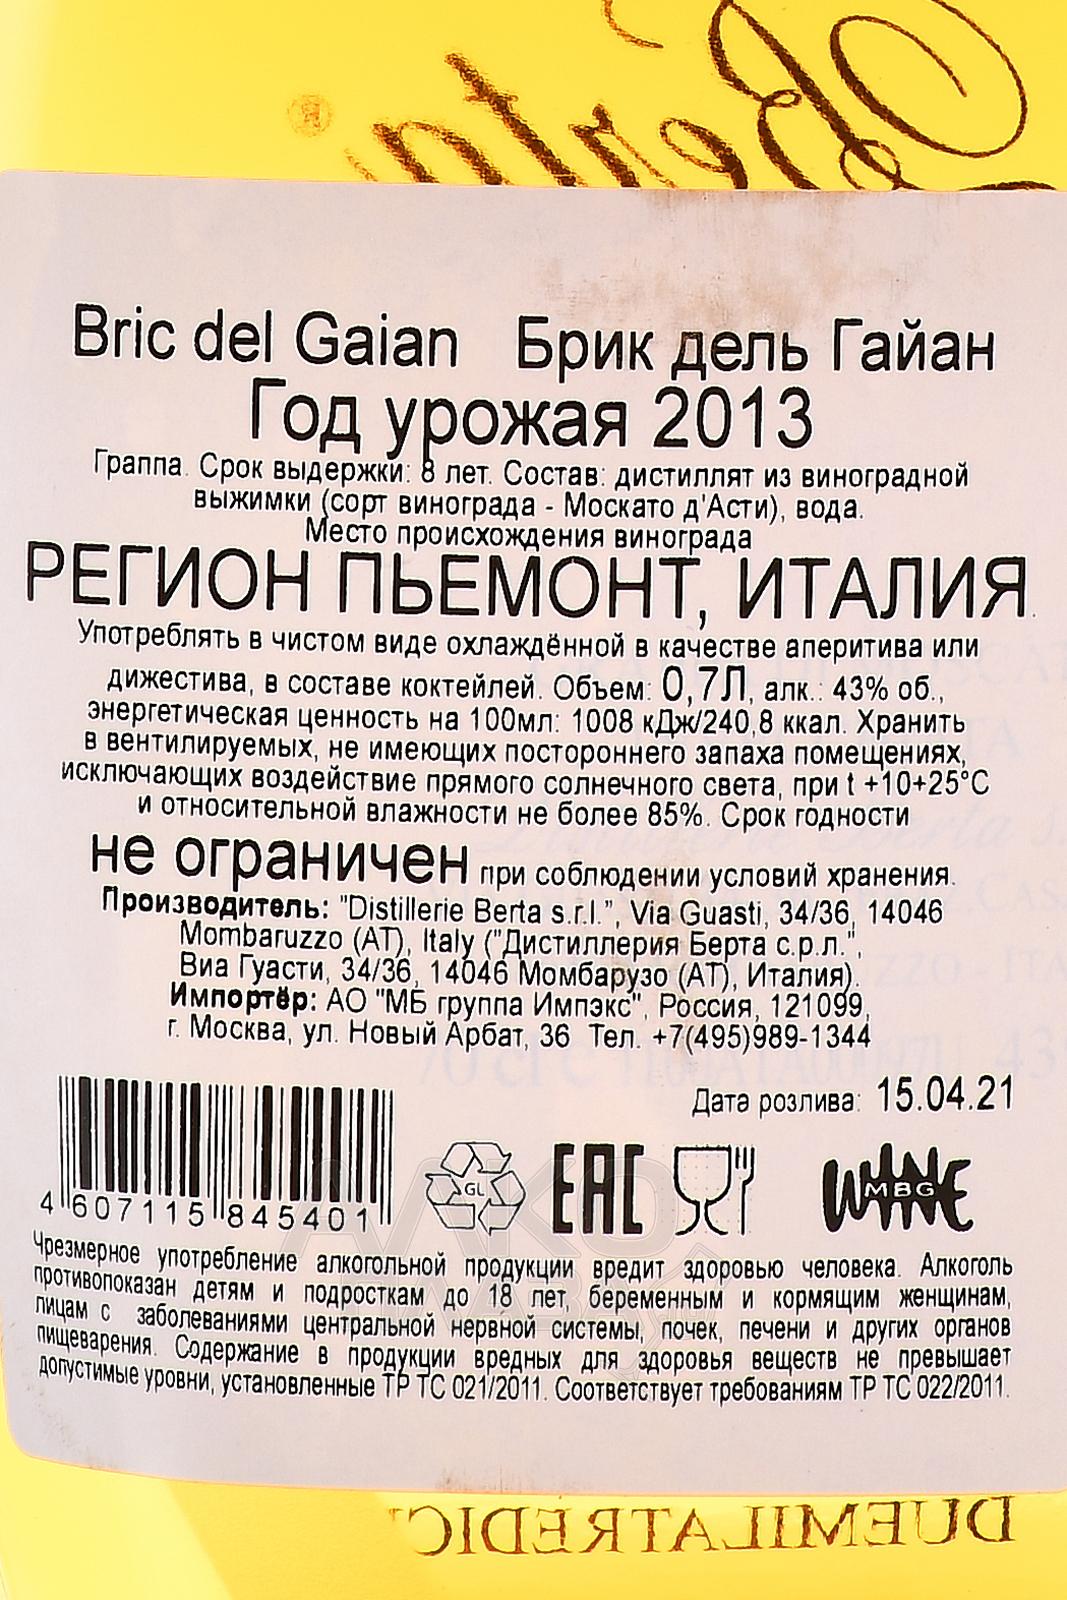 Berta
Bric del Gaian Брик дель Гайан
Год урожая 2013
Граппа. Срок выдержки: 8 лет. Состав: дистиллят из виноградной
выжимки (сорт винограда - Москато д'Асти), вода.
Место происхождения винограда
РЕГИОН ПЬЕМОНТ, ИТАЛИЯ.
Употреблять в чистом виде охлаждённой в качестве аперитива или
дижестива, в составе коктейлей. Объем: 0,7Л, алк.: 43% об.,
энергетическая ценность на 100мл: 1008 кДж/240,8 ккал. Хранить
в вентилируемых, не имеющих постороннего запаха помещениях,
исключающих воздействие прямого солнечного света, при t +10+25°C
и относительной влажности не более 85%. Срок годности
не ограничен при соблюдении условий хранения.
Производитель: "Distillerie Berta s.r.l.", Via Guasti, 34/36, 14046
Mombaruzzo (AT), Italy ("Дистиллерия Берта с.р.л.",
Виа Гуасти, 34/36, 14046 Момбарузо (АТ), Италия).
Импортёр: АО "МБ группа Импэкс", Россия, 121099,
г. Москва, ул. Новый Арбат, 36 Тел. +7(495)989-1344
Дата розлива: 15.04.21
4 607115 845401
GL
EAC
WINE
MBG
Чрезмерное употребление алкогольной продукции вредит здоровью человека. Алкоголь
противопоказан детям и подросткам до 18 лет, беременным и кормящим женщинам,
лицам с заболеваниями центральной нервной системы, почек, печени и других органов
пищеварения. Содержание в продукции вредных для здоровья веществ не превышает
допустимые уровни, установленные ТР ТС 021/2011. Соответствует требованиям ТР ТС 022/2011.
DUEMILATREDIC